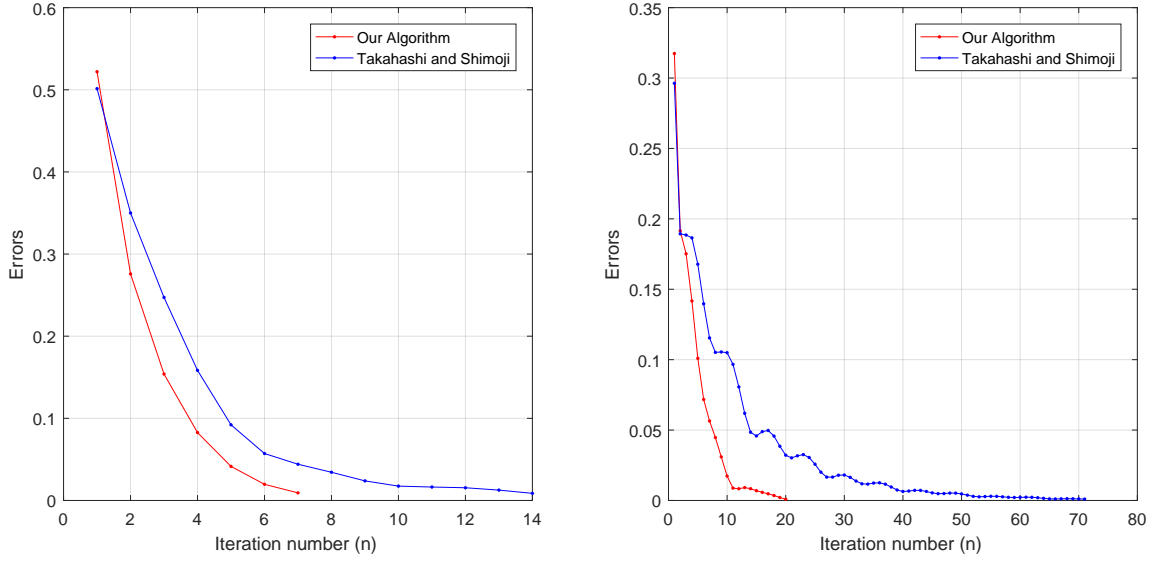 0.6
0.5
0.4
0.3
0.2
0.1
0
Errors
Our Algorithm
Takahashi and Shimoji
0 2 4 6 8 10 12 14
Iteration number (n)
0.35
0.3
0.25
0.2
0.15
0.1
0.05
0
Errors
Our Algorithm
Takahashi and Shimoji
0 10 20 30 40 50 60 70 80
Iteration number (n)